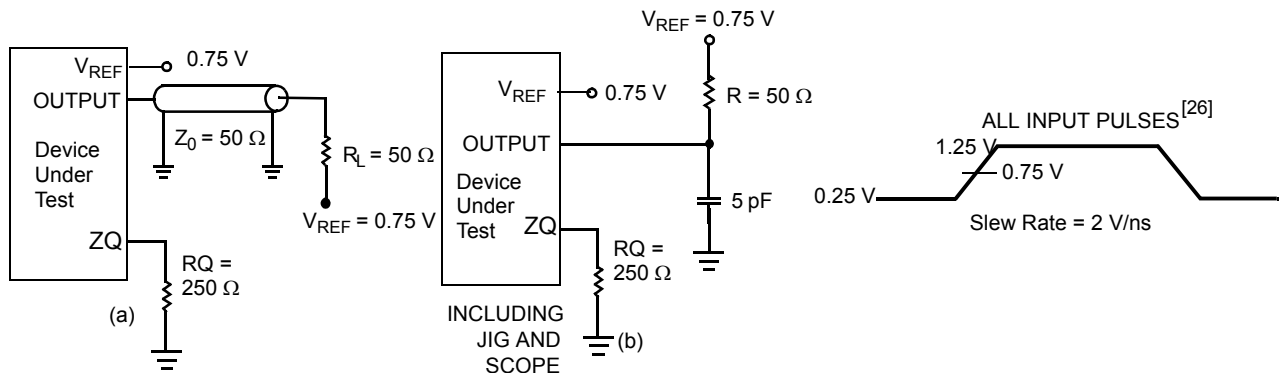 V_REF
0.75 V
OUTPUT
Z_0 = 50 Ω
Device
Under
Test
R_L = 50 Ω
V_REF = 0.75 V
ZQ
RQ =
250 Ω
(a)
V_REF = 0.75 V
R = 50 Ω
V_REF
0.75 V
OUTPUT
Device
Under
Test
5 pF
ZQ
RQ =
250 Ω
INCLUDING
JIG AND
SCOPE
(b)
ALL INPUT PULSES[26]
1.25 V
0.75 V
0.25 V
Slew Rate = 2 V/ns